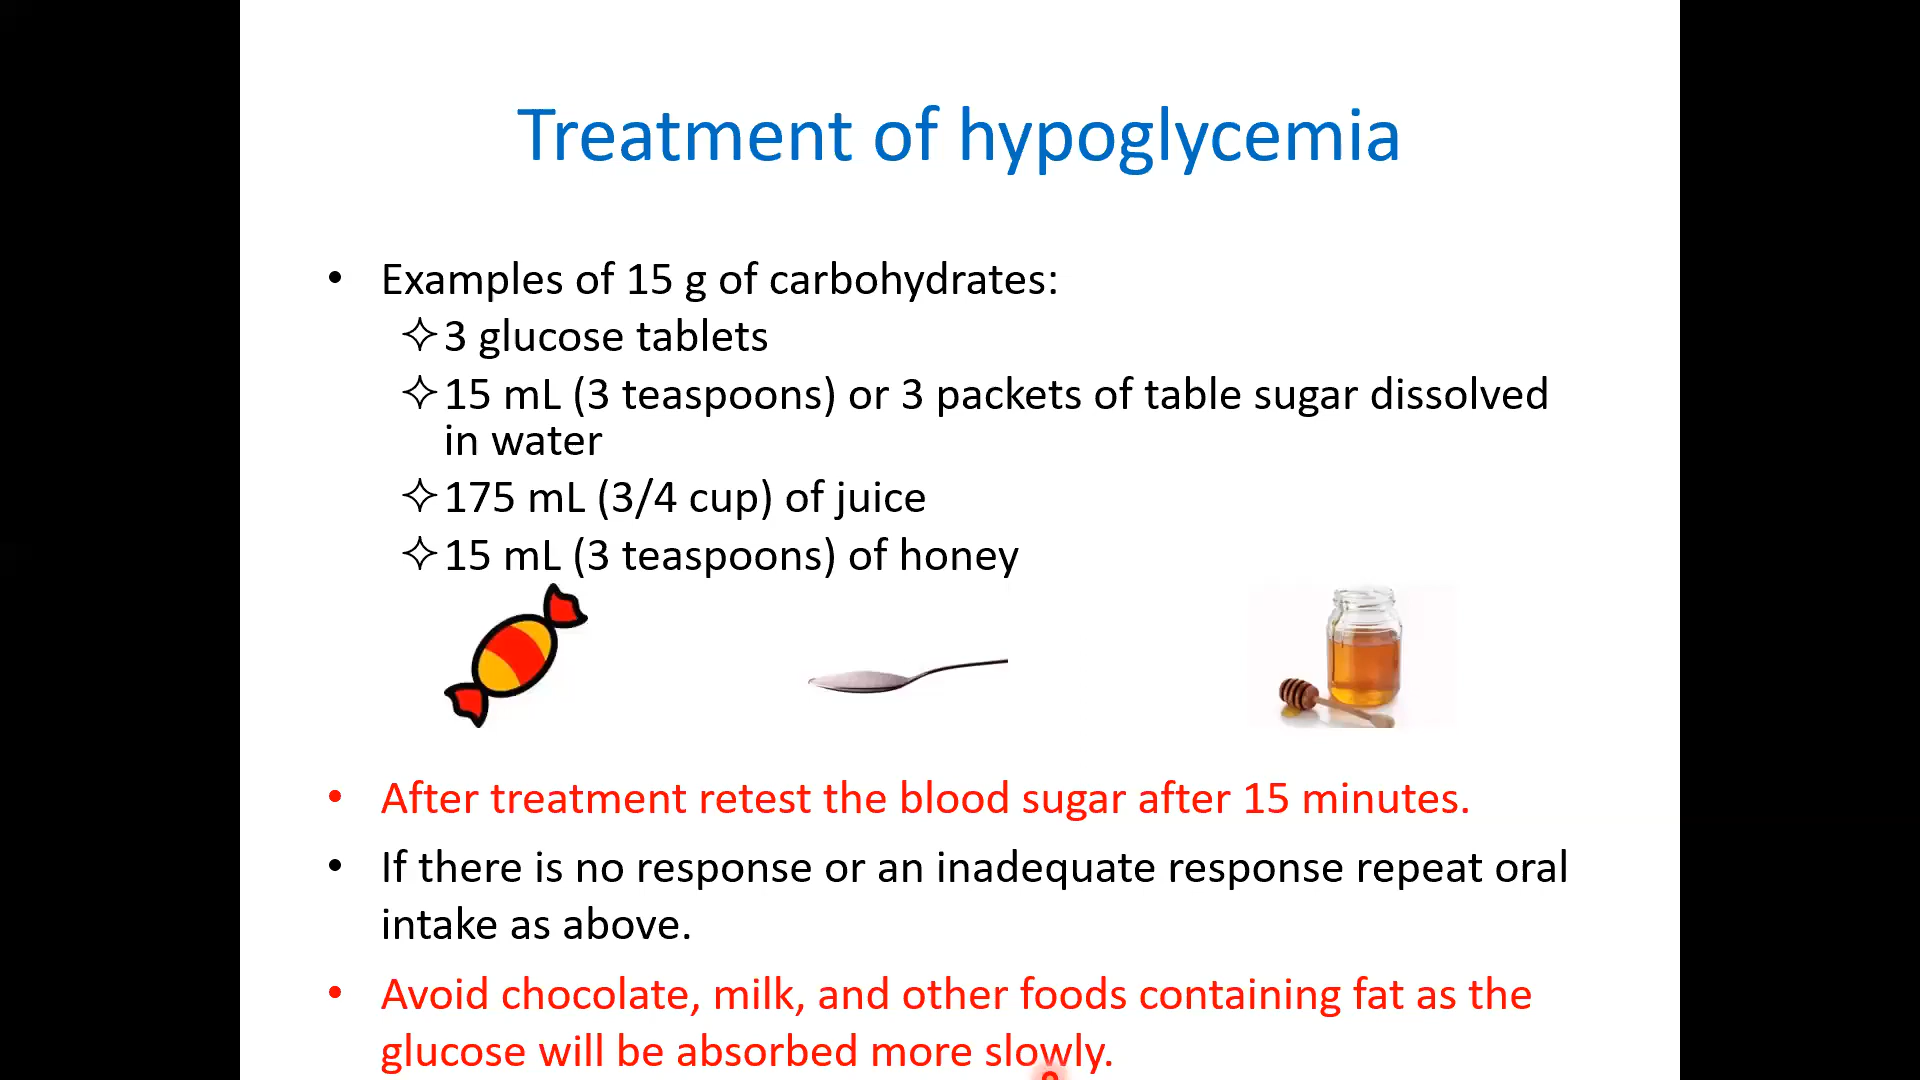 Treatment of hypoglycemia
• Examples of 15 g of carbohydrates:
✧3 glucose tablets
✧15 mL (3 teaspoons) or 3 packets of table sugar dissolved
in water
✧175 mL (3/4 cup) of juice
✧15 mL (3 teaspoons) of honey
• After treatment retest the blood sugar after 15 minutes.
• If there is no response or an inadequate response repeat oral
intake as above.
• Avoid chocolate, milk, and other foods containing fat as the
glucose will be absorbed more slowly.